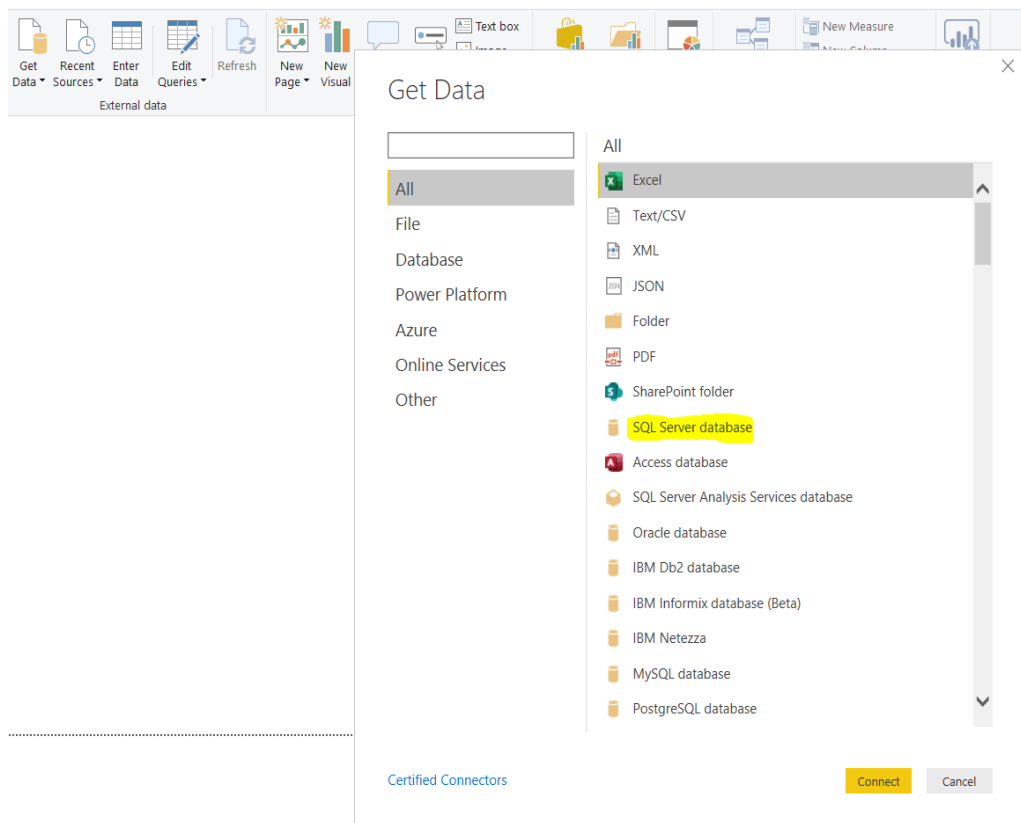 Get Data
Recent Sources
Enter Data
Edit Queries
Refresh
New Page
New Visual
Text box
New Measure
External data
Get Data
All
File
Database
Power Platform
Azure
Online Services
Other
All
Excel
Text/CSV
XML
JSON
Folder
PDF
SharePoint folder
SQL Server database
Access database
SQL Server Analysis Services database
Oracle database
IBM Db2 database
IBM Informix database (Beta)
IBM Netezza
MySQL database
PostgreSQL database
Certified Connectors
Connect
Cancel